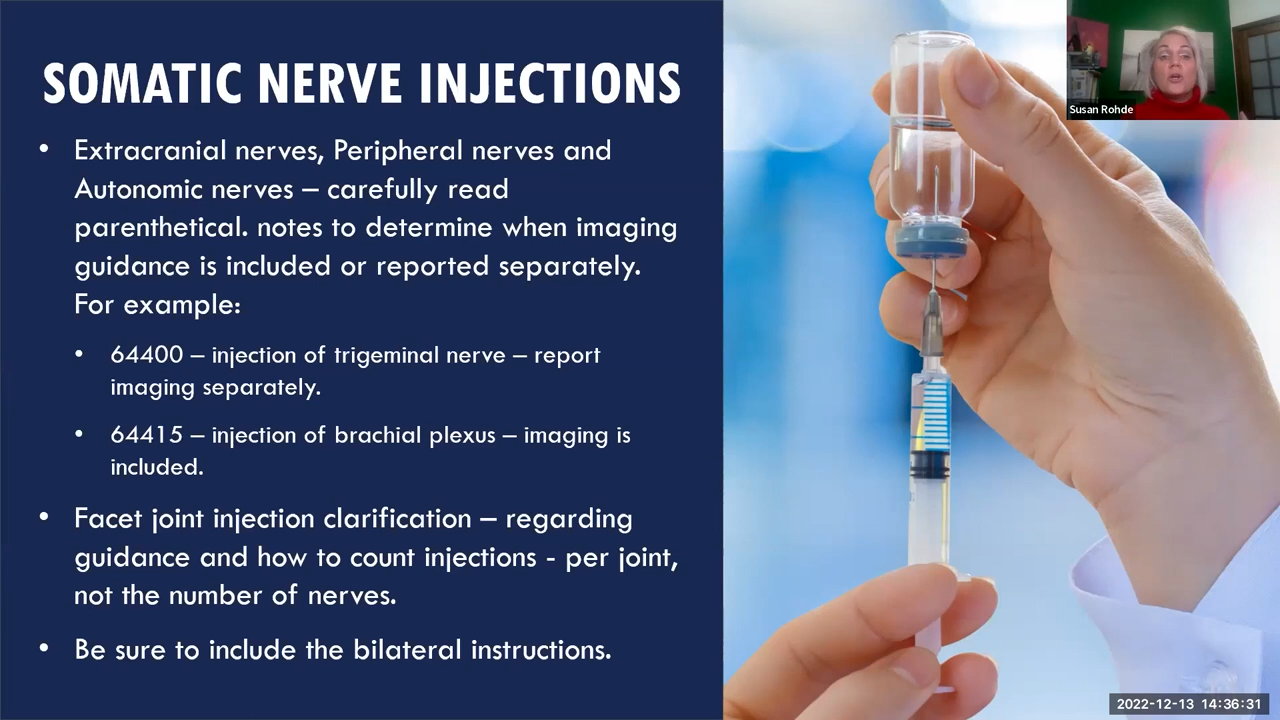 SOMATIC NERVE INJECTIONS
• Extracranial nerves, Peripheral nerves and
Autonomic nerves – carefully read
parenthetical. notes to determine when imaging
guidance is included or reported separately.
For example:
• 64400 – injection of trigeminal nerve – report
imaging separately.
• 64415 – injection of brachial plexus – imaging is
included.
• Facet joint injection clarification – regarding
guidance and how to count injections - per joint,
not the number of nerves.
• Be sure to include the bilateral instructions.
Susan Rohde
2022-12-13 14:36:31